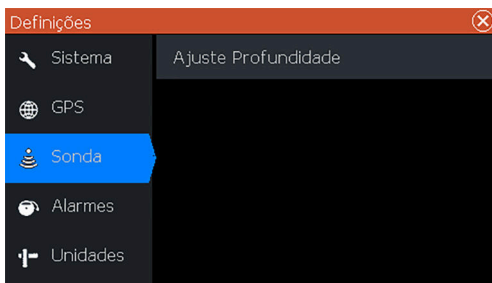 Definições
Sistema
Ajuste Profundidade
GPS
Sonda
Alarmes
Unidades